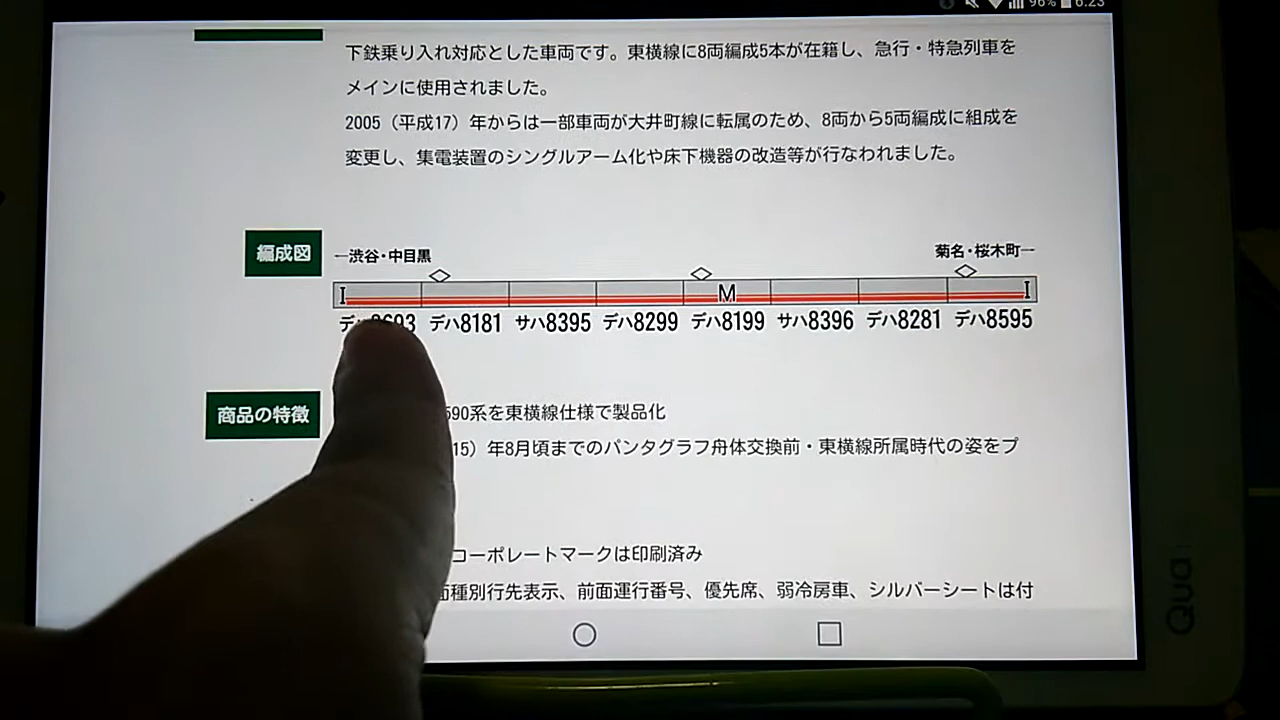 96% 6:23
下鉄乗り入れ対応とした車両です。東横線に8両編成5本が在籍し、急行・特急列車を
メインに使用されました。
2005（平成17）年からは一部車両が大井町線に転属のため、8両から5両編成に組成を
変更し、集電装置のシングルアーム化や床下機器の改造等が行なわれました。
編成図
←渋谷・中目黒 菊名・桜木町→
I M I
デハ8693 デハ8181 サハ8395 デハ8299 デハ8199 サハ8396 デハ8281 デハ8595
商品の特徴
590系を東横線仕様で製品化
15）年8月頃までのパンタグラフ舟体交換前・東横線所属時代の姿をプ
コーポレートマークは印刷済み
面種別行先表示、前面運行番号、優先席、弱冷房車、シルバーシートは付
Qua